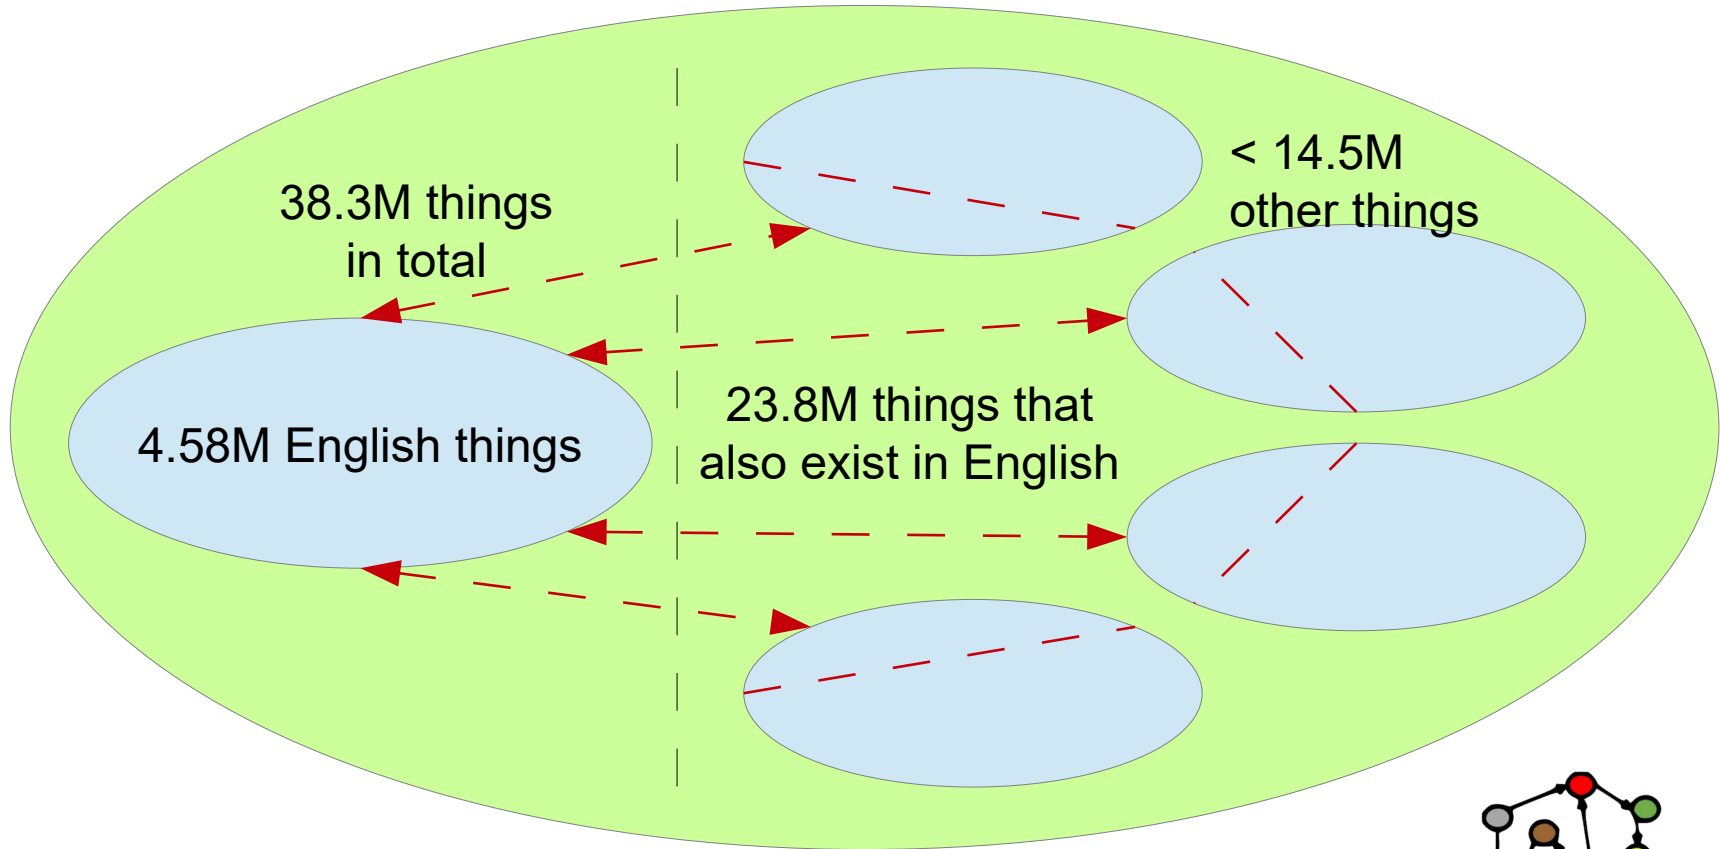 38.3M things
in total
4.58M English things
23.8M things that
also exist in English
< 14.5M
other things